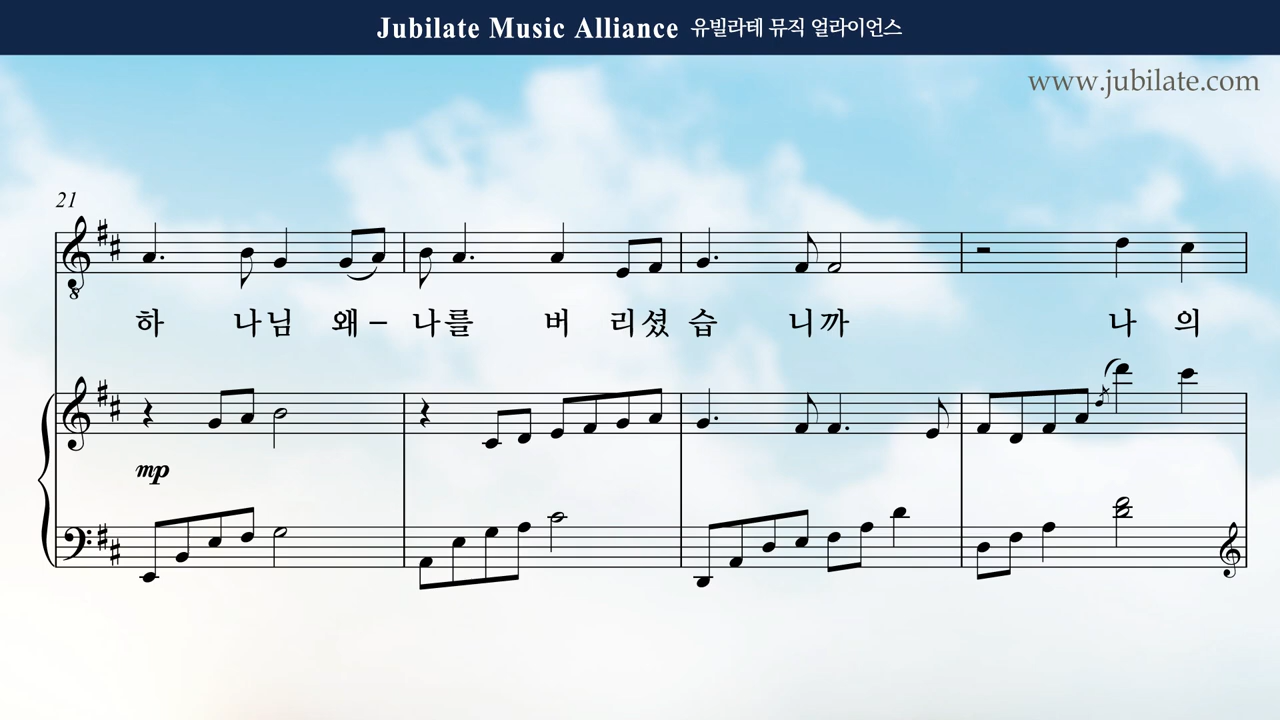 Jubilate Music Alliance 유빌라테 뮤직 얼라이언스
www.jubilate.com
21
하 나님 왜 – 나를 버 리셨 습 니까 나 의
mp